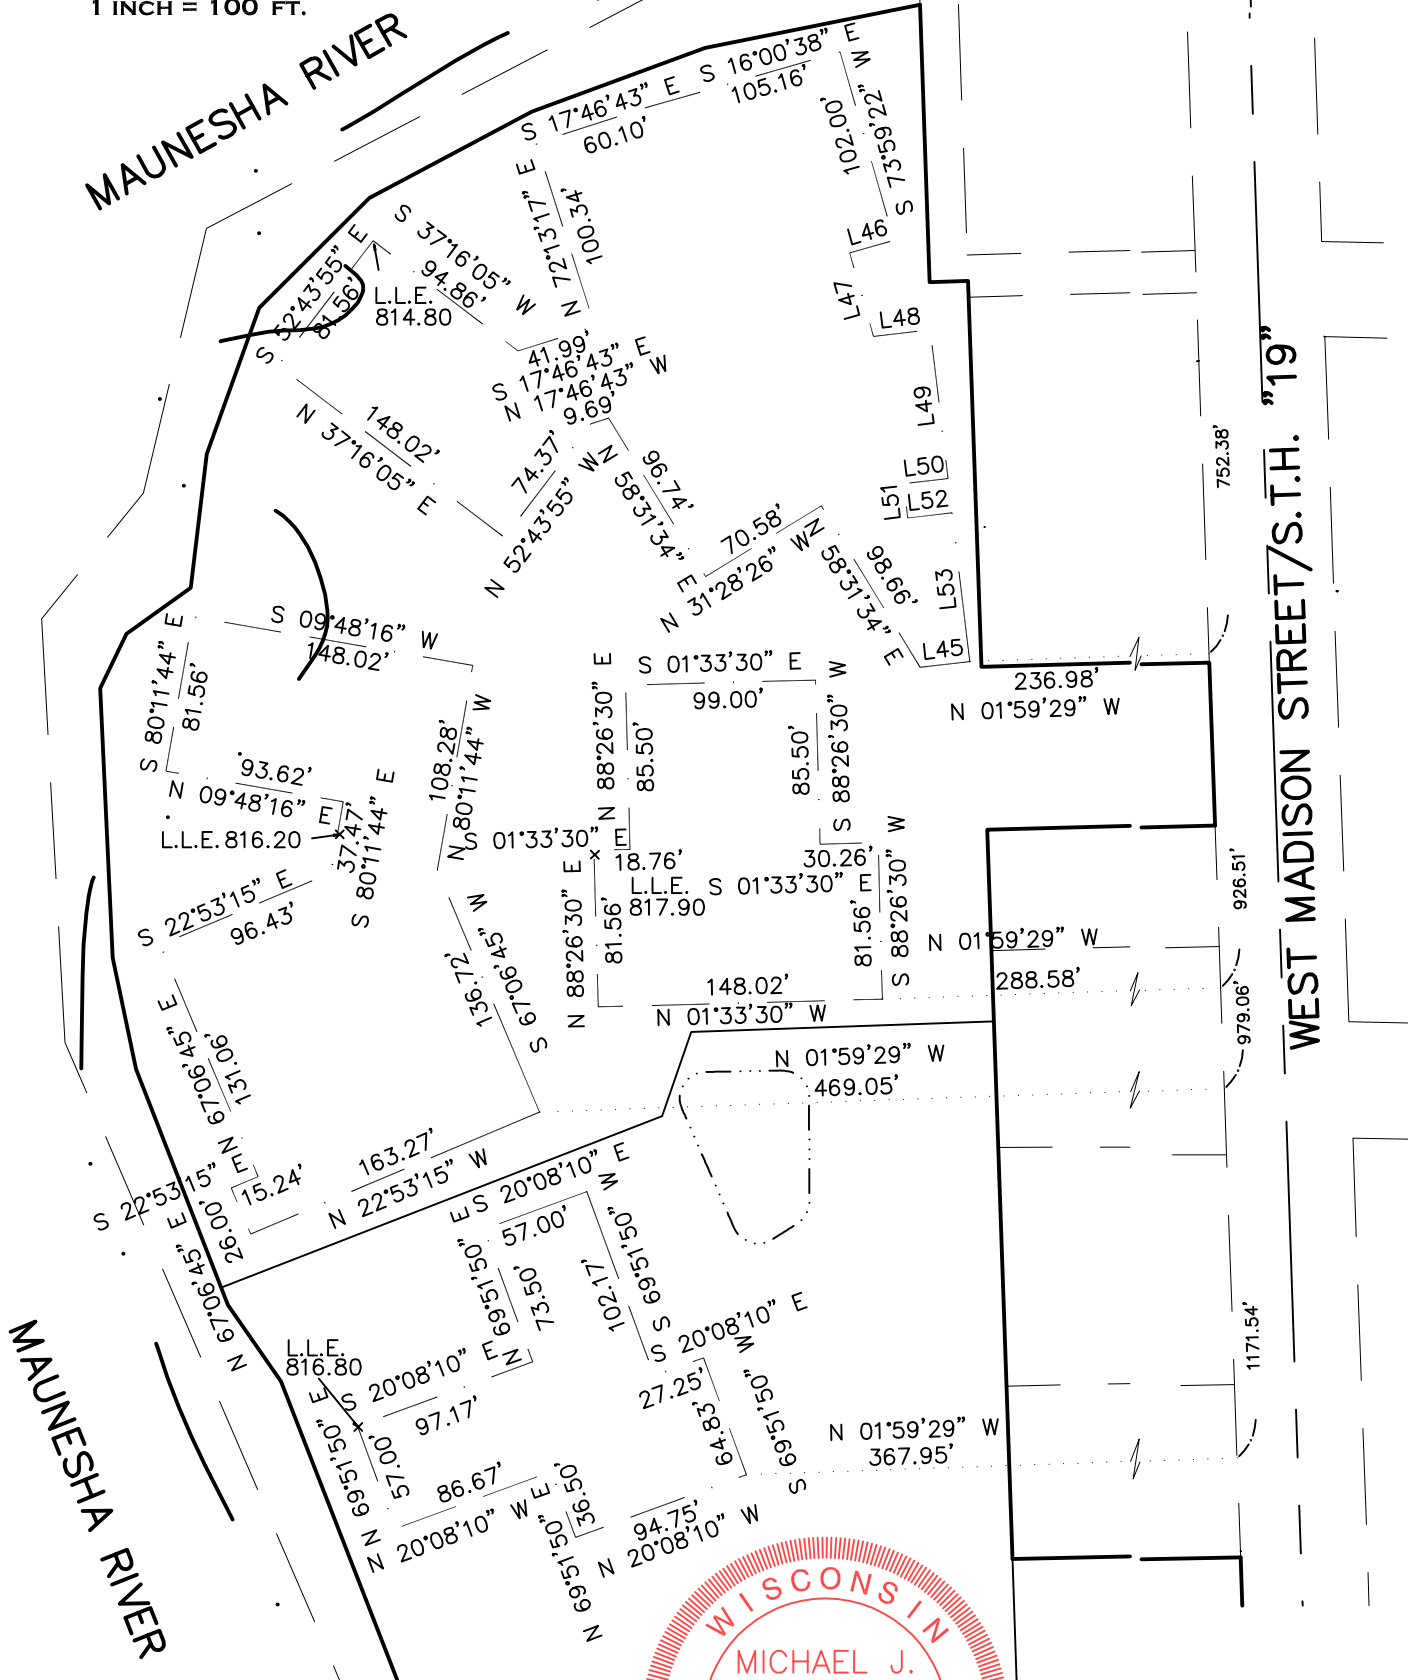 1 INCH = 100 FT.
MAUNESHA RIVER
S 17°46'43" E
60.10'
S 16°00'38" E
105.16'
S 73°59'22" W
102.00'
N 72°13'17" E
100.34'
S 37°16'05" W
94.86'
S 52°43'55" E
81.56'
L.L.E.
814.80
L46
L47
L48
41.99'
S 17°46'43" E
N 17°46'43" W
9.69'
148.02'
N 37°16'05" E
74.37'
N 52°43'55" W
96.74'
N 58°31'34" E
70.58'
N 31°28'26" W
98.66'
N 58°31'34" E
L49
L50
L51
L52
L53
L45
752.38'
WEST MADISON STREET/S.T.H. "19"
S 09°48'16" W
148.02'
S 80°11'44" E
81.56'
93.62'
N 09°48'16" E
L.L.E. 816.20
37.47'
S 80°11'44" E
108.28'
N 80°11'44" W
S 01°33'30" E
99.00'
N 88°26'30" E
85.50'
85.50'
S 88°26'30" W
236.98'
N 01°59'29" W
S 01°33'30" E
18.76'
L.L.E.
817.90
30.26'
S 01°33'30" E
N 88°26'30" E
81.56'
81.56'
S 88°26'30" W
926.51'
S 22°53'15" E
96.43'
136.72'
S 67°06'45" W
N 01°59'29" W
288.58'
148.02'
N 01°33'30" W
979.06'
N 01°59'29" W
469.05'
N 67°06'45" E
131.06'
163.27'
N 22°53'15" W
S 22°53'15" E
15.24'
26.00'
N 67°06'45" E
S 20°08'10" E
57.00'
N 69°51'50" E
73.50'
102.17'
S 69°51'50" W
S 20°08'10" E
27.25'
64.83'
S 69°51'50" W
L.L.E.
816.80
S 20°08'10" E
97.17'
N 69°51'50" E
57.00'
86.67'
N 20°08'10" W
36.50'
N 69°51'50" E
94.75'
N 20°08'10" W
N 01°59'29" W
367.95'
1171.54'
MAUNESHA RIVER
WISCONSIN
MICHAEL J.